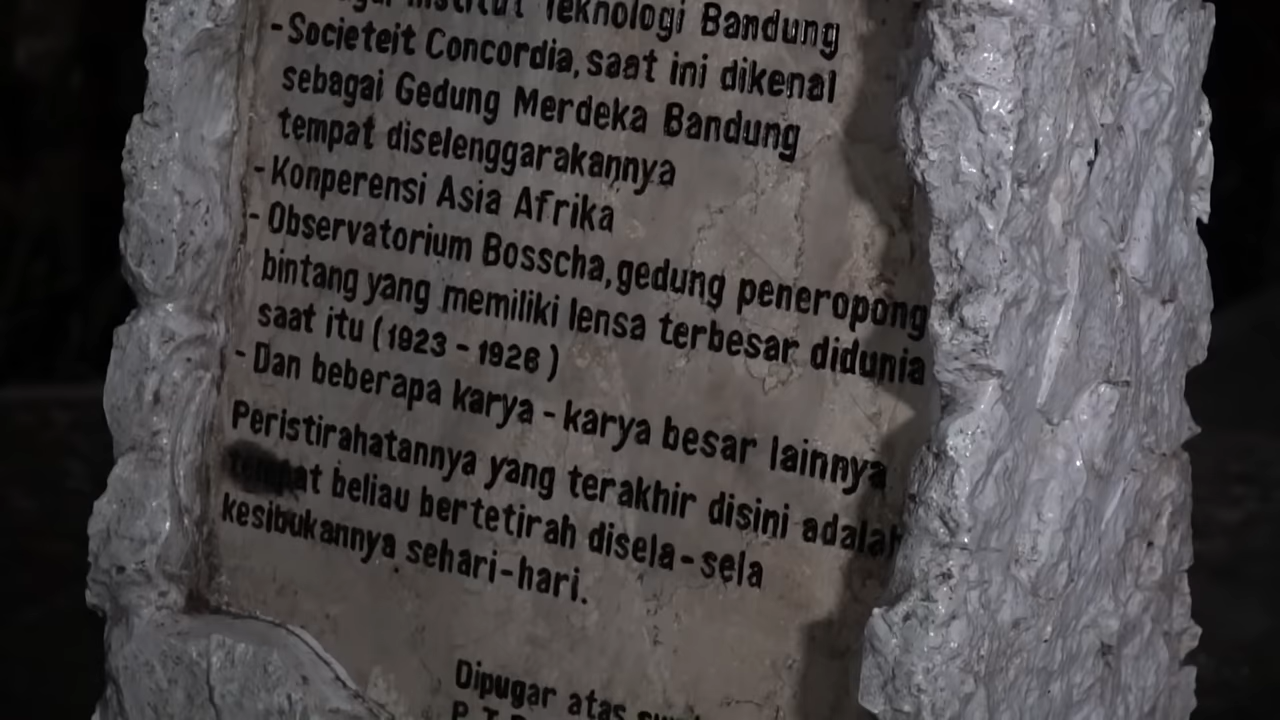 Institut Teknologi Bandung
- Societeit Concordia, saat ini dikenal
sebagai Gedung Merdeka Bandung
tempat diselenggarakannya
- Konperensi Asia Afrika
- Observatorium Bosscha, gedung peneropong
bintang yang memiliki lensa terbesar didunia
saat itu (1923 - 1928)
- Dan beberapa karya - karya besar lainnya
Peristirahatannya yang terakhir disini adalah
tempat beliau bertetirah disela-sela
kesibukannya sehari-hari.
Dipugar atas